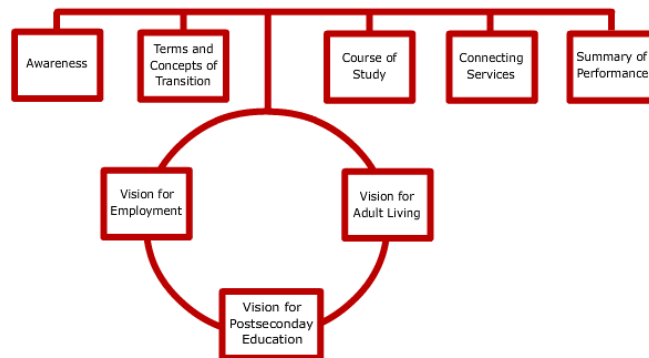 Awareness
Terms and
Concepts of
Transition
Course of
Study
Connecting
Services
Summary of
Performance
Vision for
Employment
Vision for
Adult Living
Vision for
Postseconday
Education